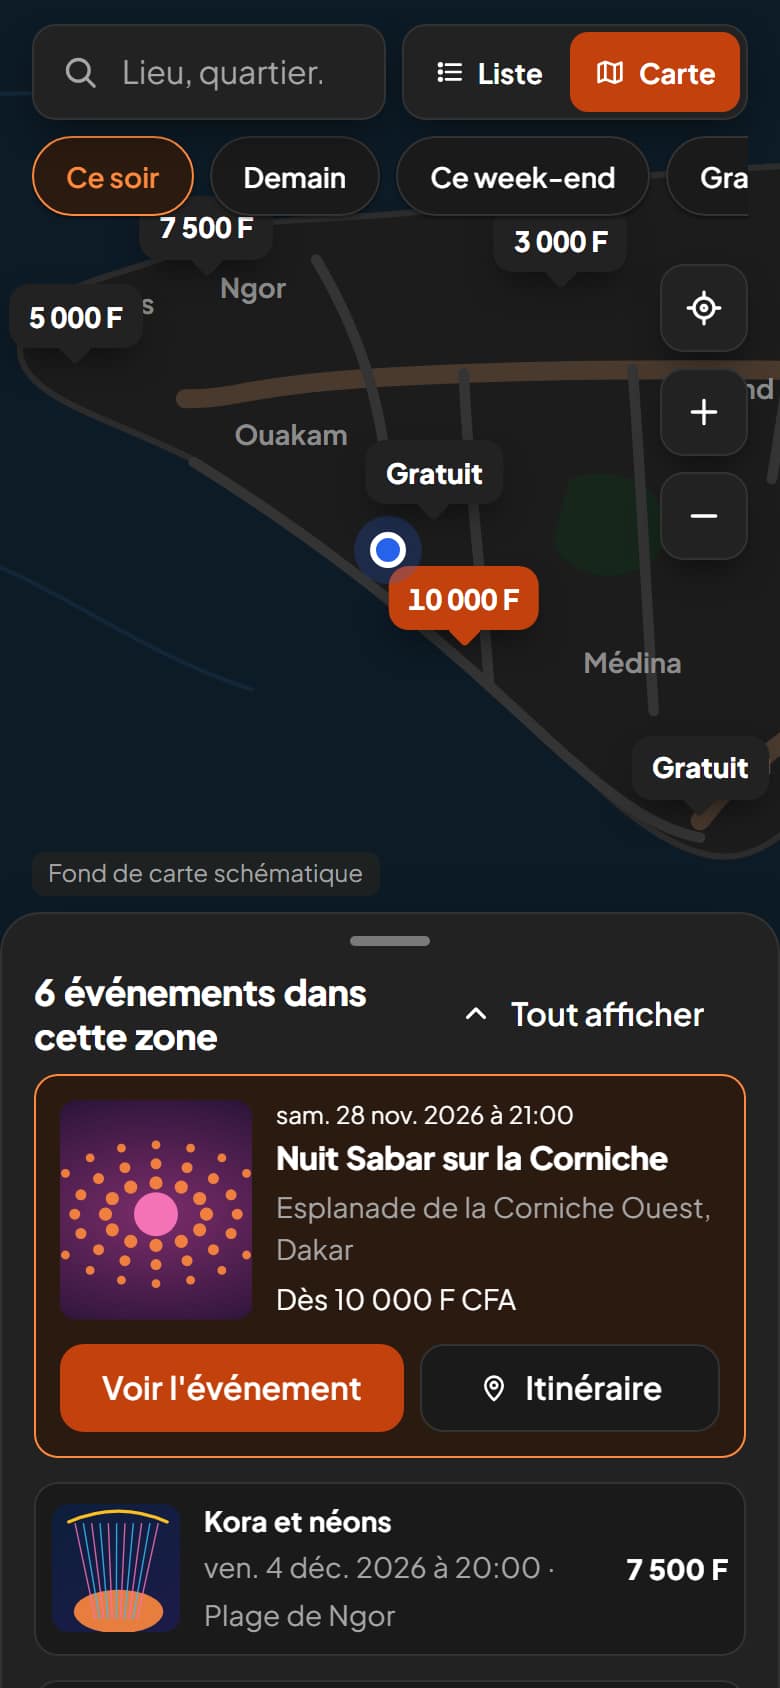 Lieu, quartier.
Liste
Carte
Ce soir
Demain
Ce week-end
Gra
7 500 F
3 000 F
Ngor
5 000 F
s
nd
Ouakam
Gratuit
10 000 F
Médina
Gratuit
Fond de carte schématique
6 événements dans
cette zone
Tout afficher
sam. 28 nov. 2026 à 21:00
Nuit Sabar sur la Corniche
Esplanade de la Corniche Ouest,
Dakar
Dès 10 000 F CFA
Voir l'événement
Itinéraire
Kora et néons
ven. 4 déc. 2026 à 20:00 ·
Plage de Ngor
7 500 F